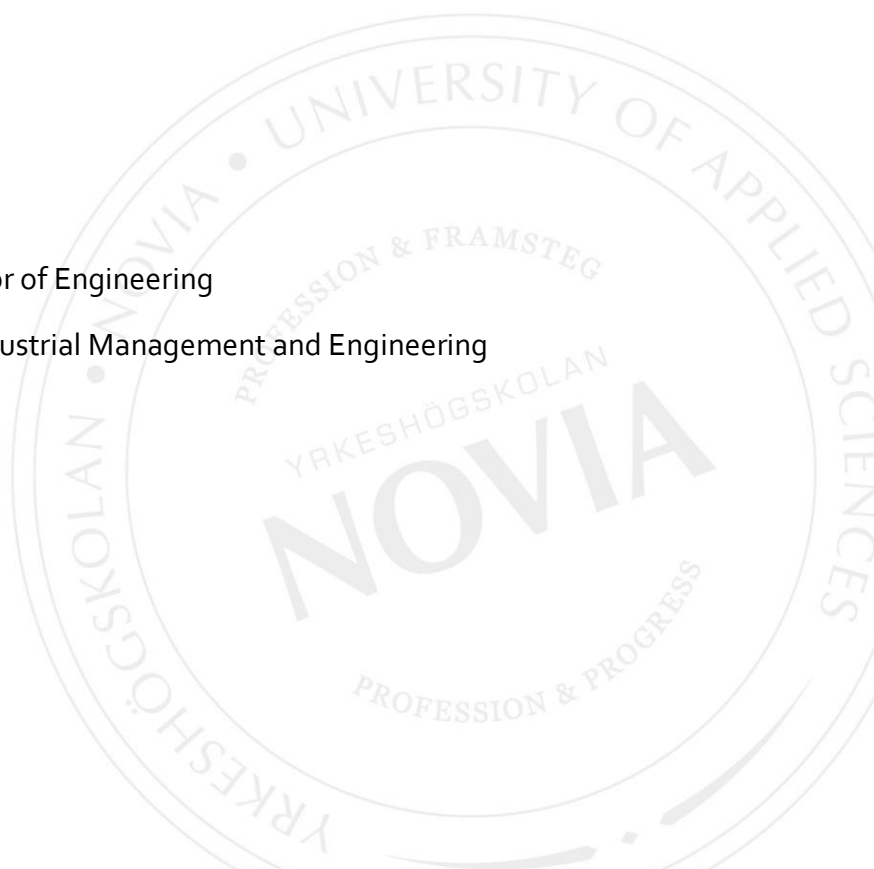 or of Engineering
ustrial Management and Engineering
YRKESHÖGSKOLAN • NOVIA • UNIVERSITY OF APPLIED SCIENCES
PROFESSION & FRAMSTEG
YRKESHÖGSKOLAN
NOVIA
PROFESSION & PROGRESS